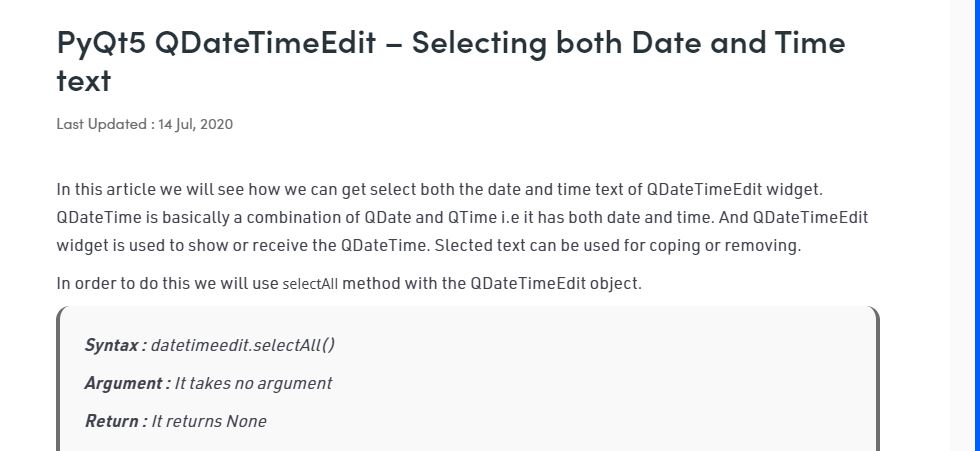 PyQt5 QDateTimeEdit – Selecting both Date and Time
text
Last Updated : 14 Jul, 2020
In this article we will see how we can get select both the date and time text of QDateTimeEdit widget.
QDateTime is basically a combination of QDate and QTime i.e it has both date and time. And QDateTimeEdit
widget is used to show or receive the QDateTime. Slected text can be used for coping or removing.
In order to do this we will use selectAll method with the QDateTimeEdit object.
Syntax : datetimeedit.selectAll()
Argument : It takes no argument
Return : It returns None